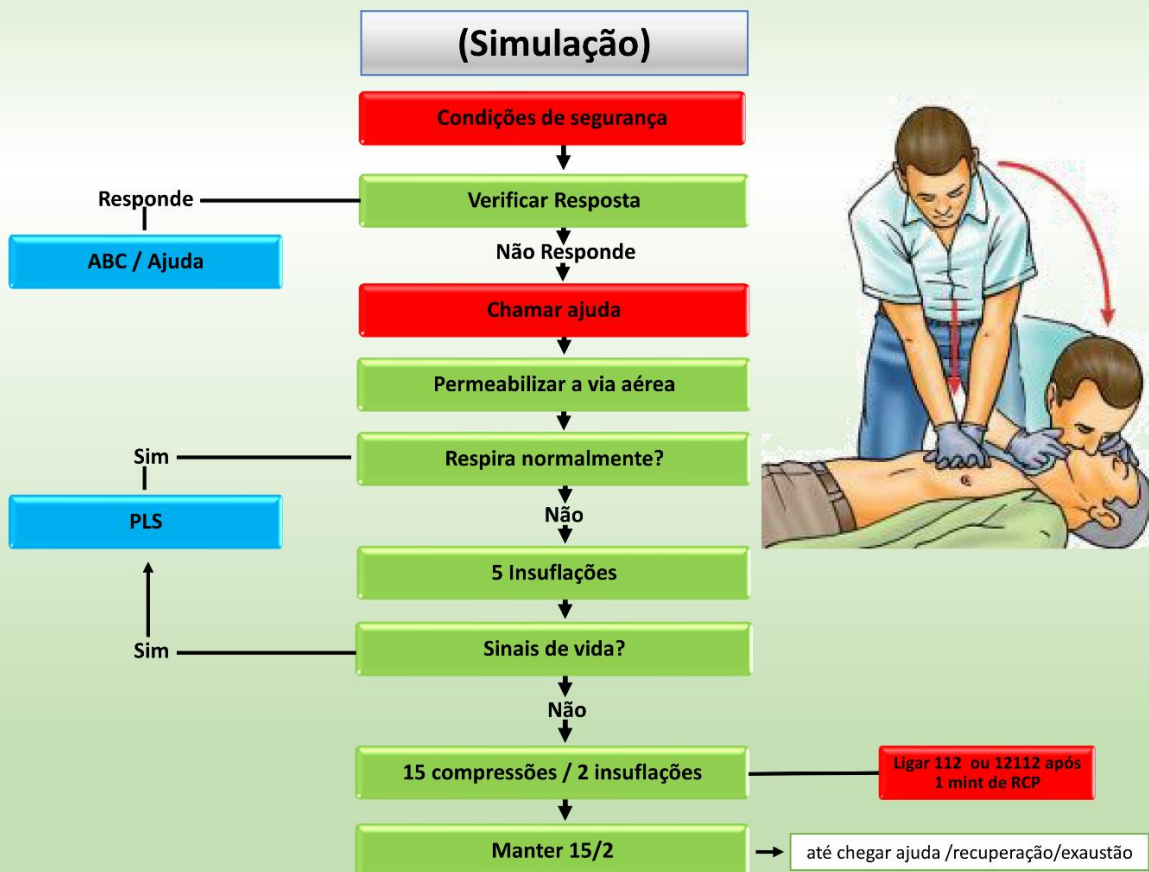 (Simulação)
Condições de segurança
Responde
Verificar Resposta
ABC / Ajuda
Não Responde
Chamar ajuda
Permeabilizar a via aérea
Sim
Respira normalmente?
PLS
Não
5 Insuflações
Sim
Sinais de vida?
Não
15 compressões / 2 insuflações
Ligar 112 ou 12112 após
1 mint de RCP
Manter 15/2
até chegar ajuda /recuperação/exaustão